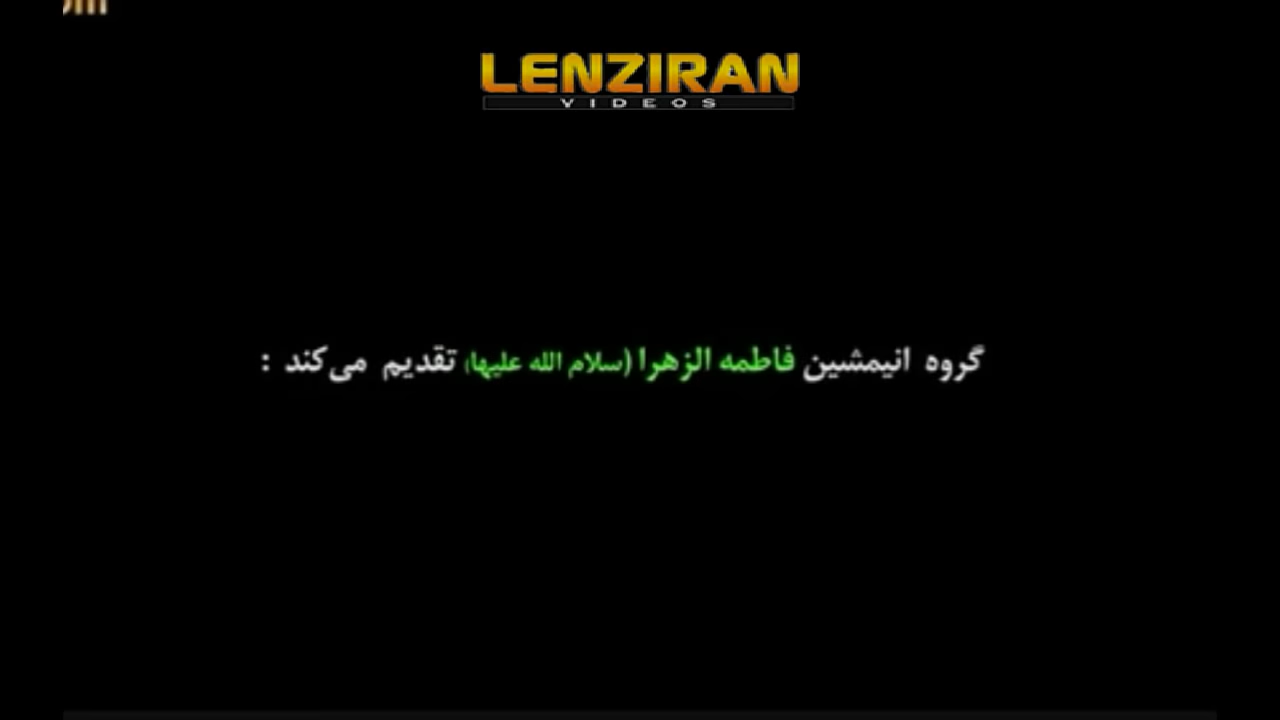 LENZIRAN
VIDEOS
گروه انیمشین فاطمه الزهرا (سلام الله علیها) تقدیم می‌کند :